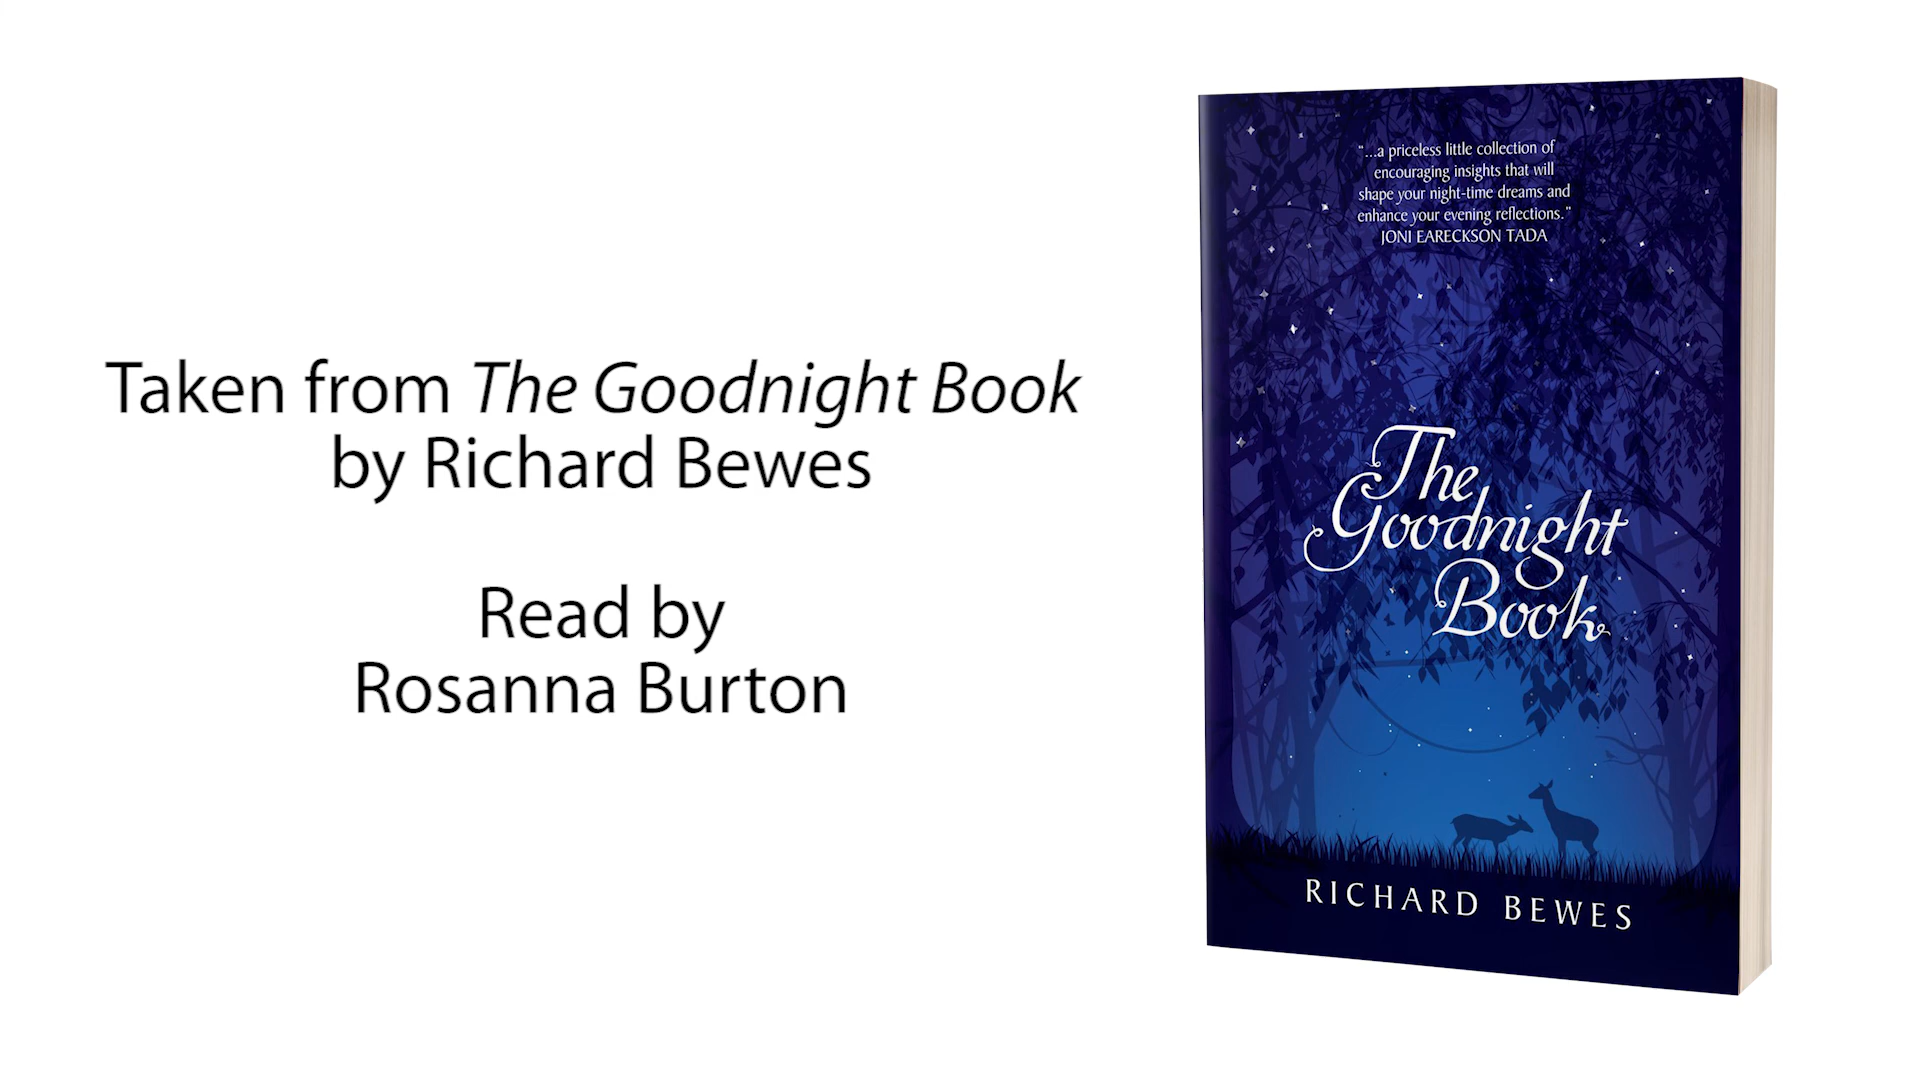 Taken from The Goodnight Book
by Richard Bewes
Read by
Rosanna Burton
"...a priceless little collection of
encouraging insights that will
shape your night-time dreams and
enhance your evening reflections."
JONI EARECKSON TADA
The
Goodnight
Book
RICHARD BEWES